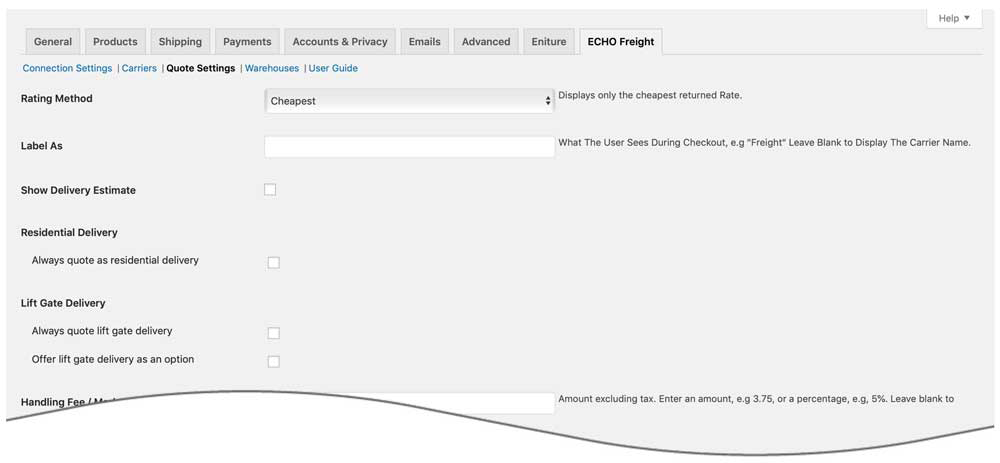 Help ▼
General Products Shipping Payments Accounts & Privacy Emails Advanced Eniture ECHO Freight
Connection Settings | Carriers | Quote Settings | Warehouses | User Guide
Rating Method Cheapest Displays only the cheapest returned Rate.
Label As What The User Sees During Checkout, e.g "Freight" Leave Blank to Display The Carrier Name.
Show Delivery Estimate
Residential Delivery
Always quote as residential delivery
Lift Gate Delivery
Always quote lift gate delivery
Offer lift gate delivery as an option
Handling Fee / Amount excluding tax. Enter an amount, e.g 3.75, or a percentage, e.g, 5%. Leave blank to